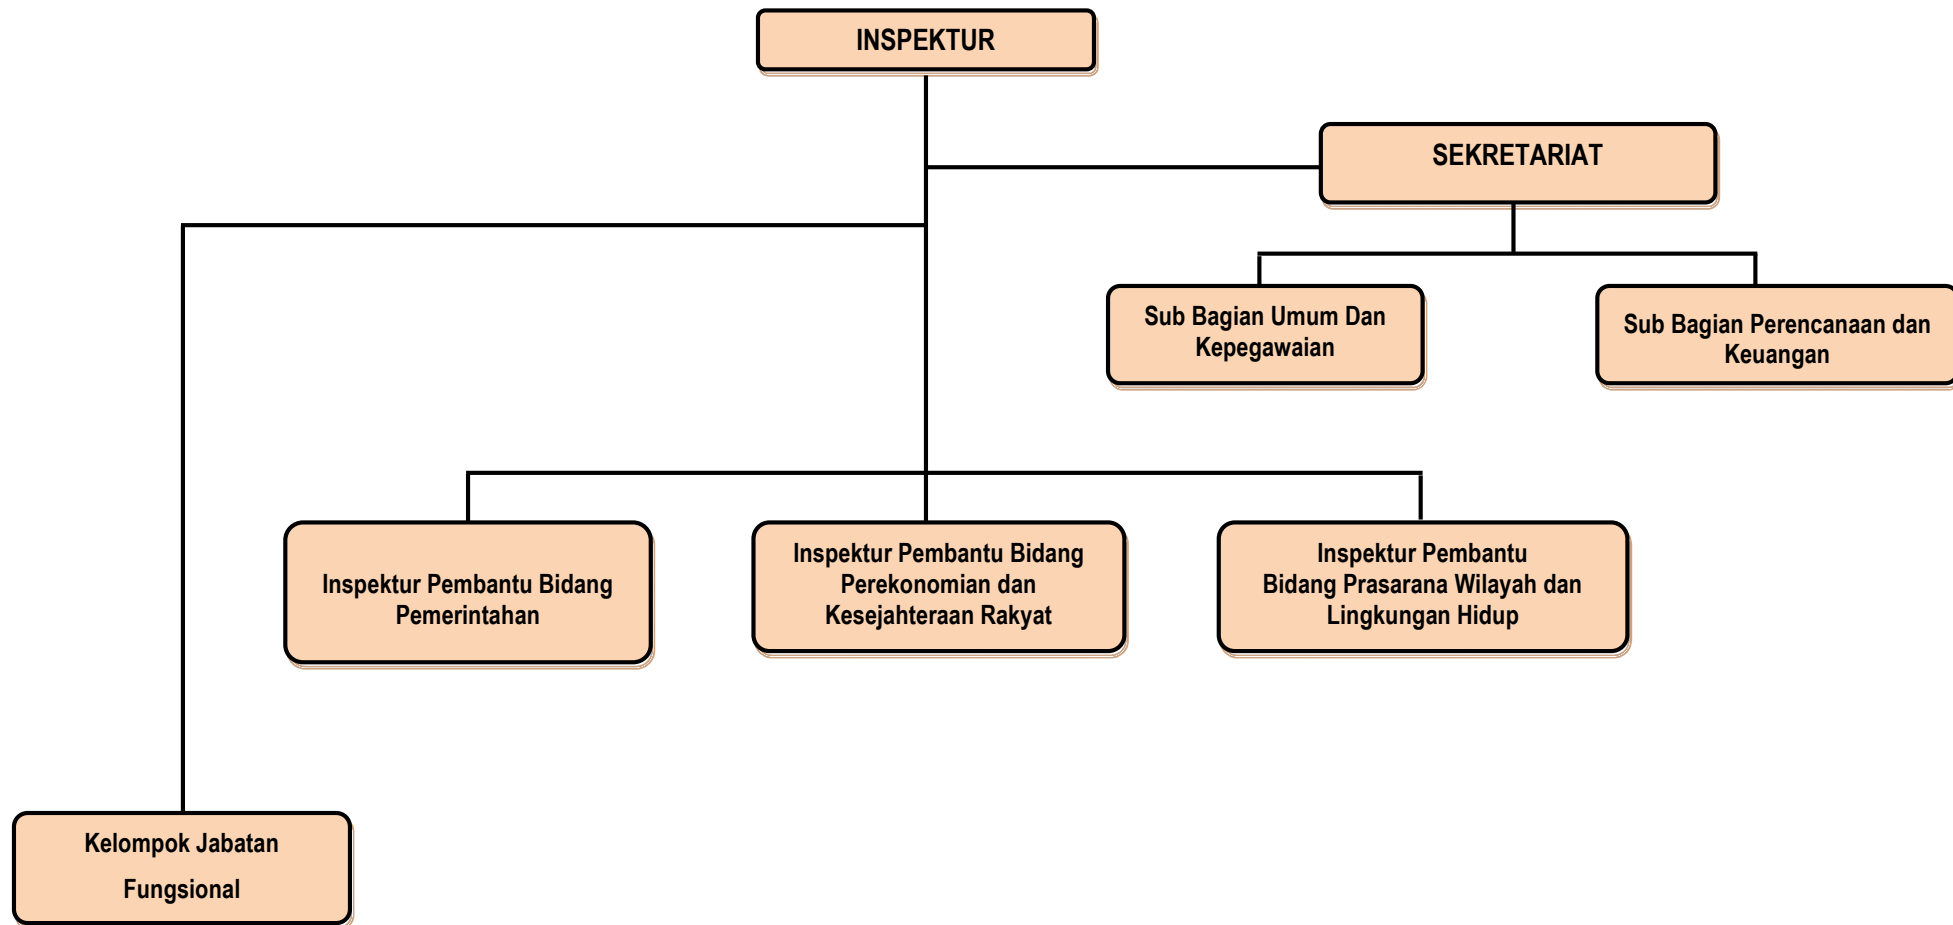 INSPEKTUR
SEKRETARIAT
Sub Bagian Umum Dan
Kepegawaian
Sub Bagian Perencanaan dan
Keuangan
Inspektur Pembantu Bidang
Pemerintahan
Inspektur Pembantu Bidang
Perekonomian dan
Kesejahteraan Rakyat
Inspektur Pembantu
Bidang Prasarana Wilayah dan
Lingkungan Hidup
Kelompok Jabatan
Fungsional